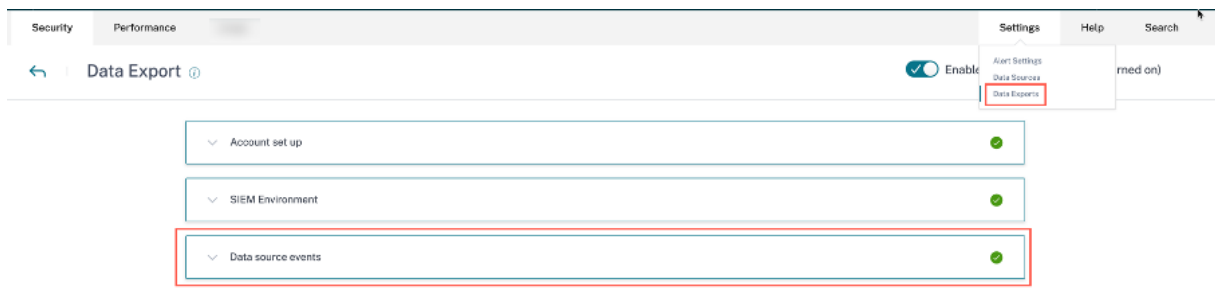 Security Performance Settings Help Search
Data Export Enable rned on)
Alert Settings
Data Sources
Data Exports
Account set up
SIEM Environment
Data source events